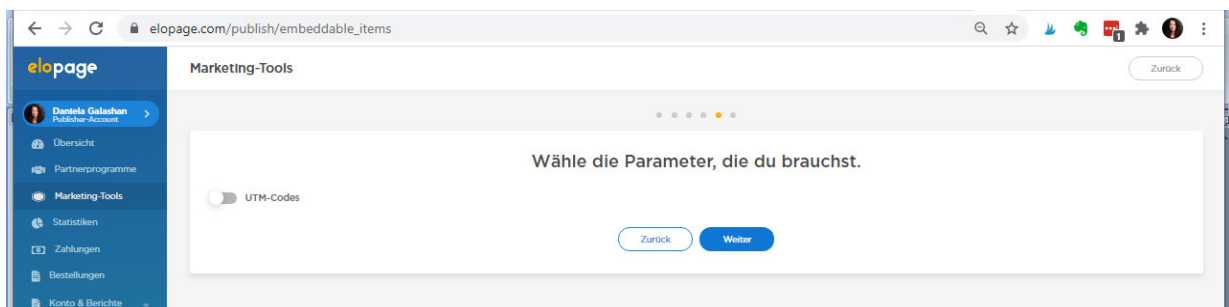 elopage.com/publish/embeddable_items
1
elopage
Marketing-Tools
Zurück
Daniela Galashan
Publisher-Account
Übersicht
Partnerprogramme
Marketing-Tools
Statistiken
Zahlungen
Bestellungen
Konto & Berichte
Wähle die Parameter, die du brauchst.
UTM-Codes
Zurück
Weiter